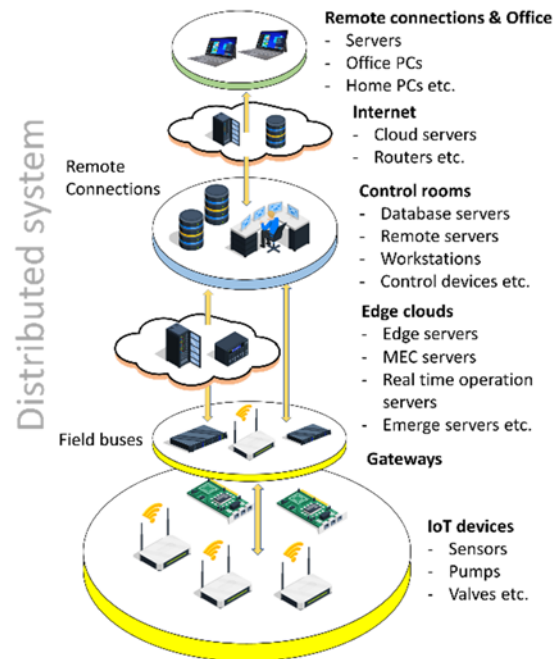 Distributed system
Remote connections & Office
- Servers
- Office PCs
- Home PCs etc.
Internet
- Cloud servers
- Routers etc.
Remote
Connections
Control rooms
- Database servers
- Remote servers
- Workstations
- Control devices etc.
Edge clouds
- Edge servers
- MEC servers
- Real time operation
servers
- Emerge servers etc.
Field buses
Gateways
IoT devices
- Sensors
- Pumps
- Valves etc.